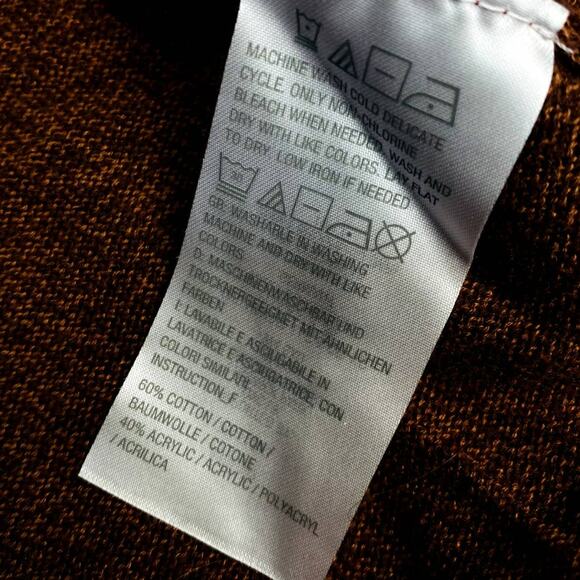 MACHINE WASH COLD DELICATE
CYCLE. ONLY NON-CHLORINE
BLEACH WHEN NEEDED. WASH AND
DRY WITH LIKE COLORS. LAY FLAT
TO DRY. LOW IRON IF NEEDED
30
GB: WASHABLE IN WASHING
MACHINE AND DRY WITH LIKE
COLORS
D: MASCHINENWASCHBAR UND
TROCKNERGEEIGNET MIT ÄHNLICHEN
FARBEN.
I: LAVABILE E ASCIUGABILE IN
LAVATRICE E ASCIUGATRICE, CON
COLORI SIMILARI.
INSTRUCTION_F
60% COTTON / COTTON /
BAUMWOLLE / COTONE
40% ACRYLIC / ACRYLIC / POLYACRYL
/ ACRILICA